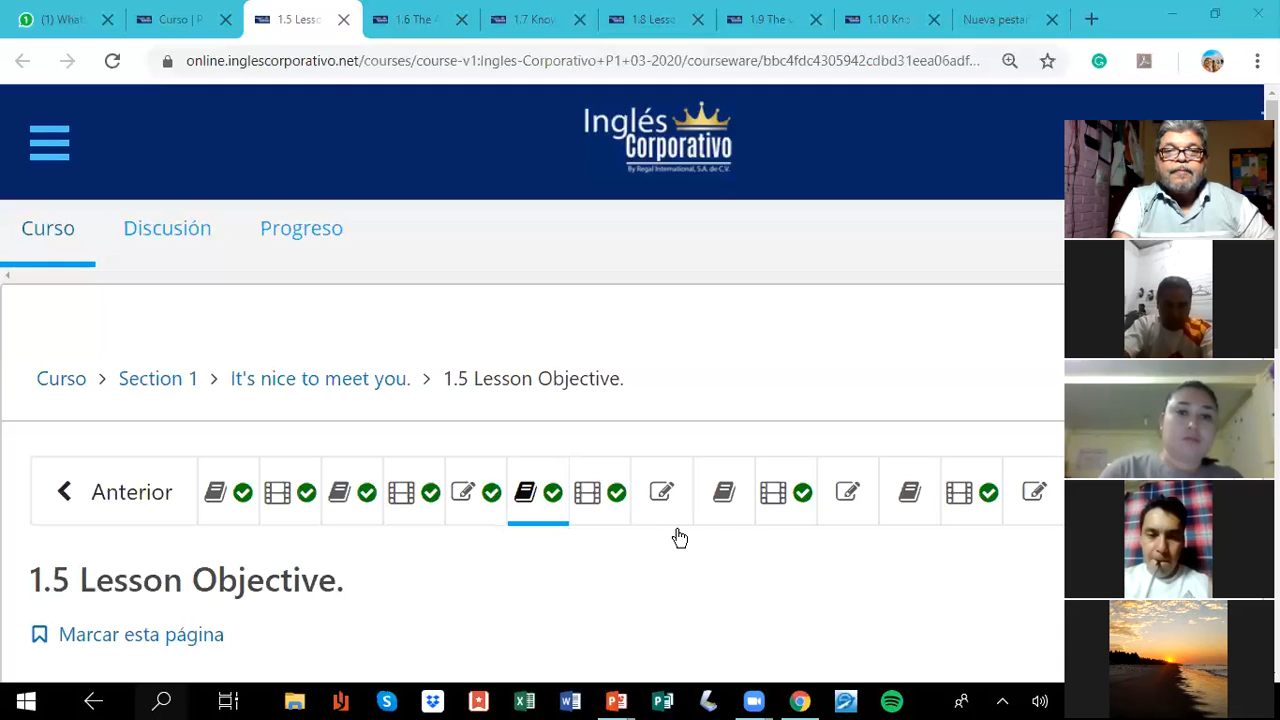 (1) What
Curso | P
1.5 Lesso
1.6 The
1.7 Know
1.8 Lesso
1.9 The
1.10 Kno
Nueva pestañ
online.inglescorporativo.net/courses/course-v1:Ingles-Corporativo+P1+03-2020/courseware/bbc4fdc4305942cdbd31eea06adf...
Inglés
Corporativo
By Regal International, S.A. de C.V.
Curso
Discusión
Progreso
Curso > Section 1 > It's nice to meet you. > 1.5 Lesson Objective.
Anterior
1.5 Lesson Objective.
Marcar esta página